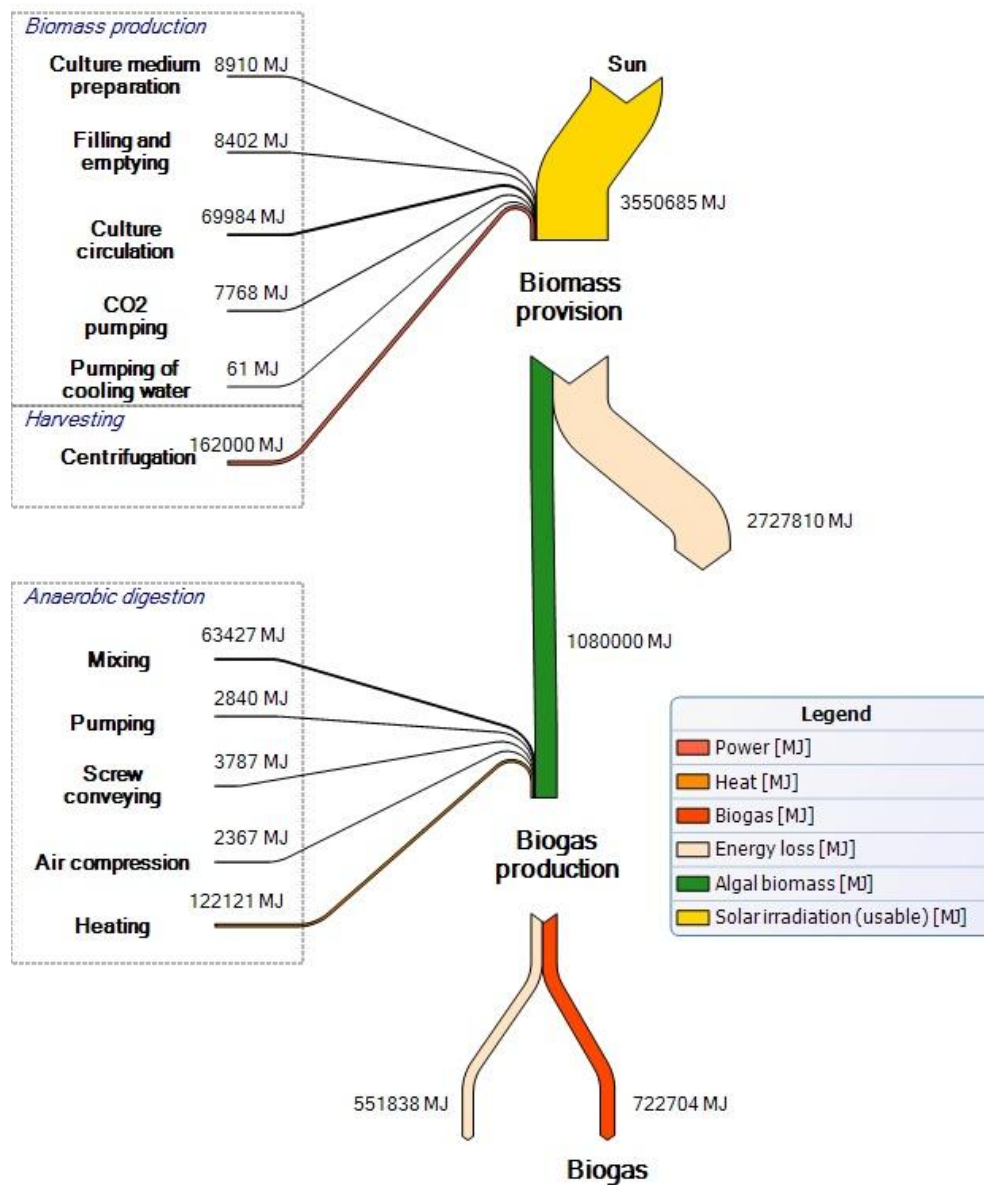 Biomass production
Culture medium
preparation
8910 MJ
Filling and
emptying
8402 MJ
Culture
circulation
69984 MJ
CO2
pumping
7768 MJ
Pumping of
cooling water
61 MJ
Harvesting
Centrifugation
162000 MJ
Sun
3550685 MJ
Biomass
provision
2727810 MJ
1080000 MJ
Anaerobic digestion
Mixing
63427 MJ
Pumping
2840 MJ
Screw
conveying
3787 MJ
Air compression
2367 MJ
Heating
122121 MJ
Biogas
production
Legend
Power [MJ]
Heat [MJ]
Biogas [MJ]
Energy loss [MJ]
Algal biomass [MJ]
Solar irradiation (usable) [MJ]
551838 MJ
722704 MJ
Biogas